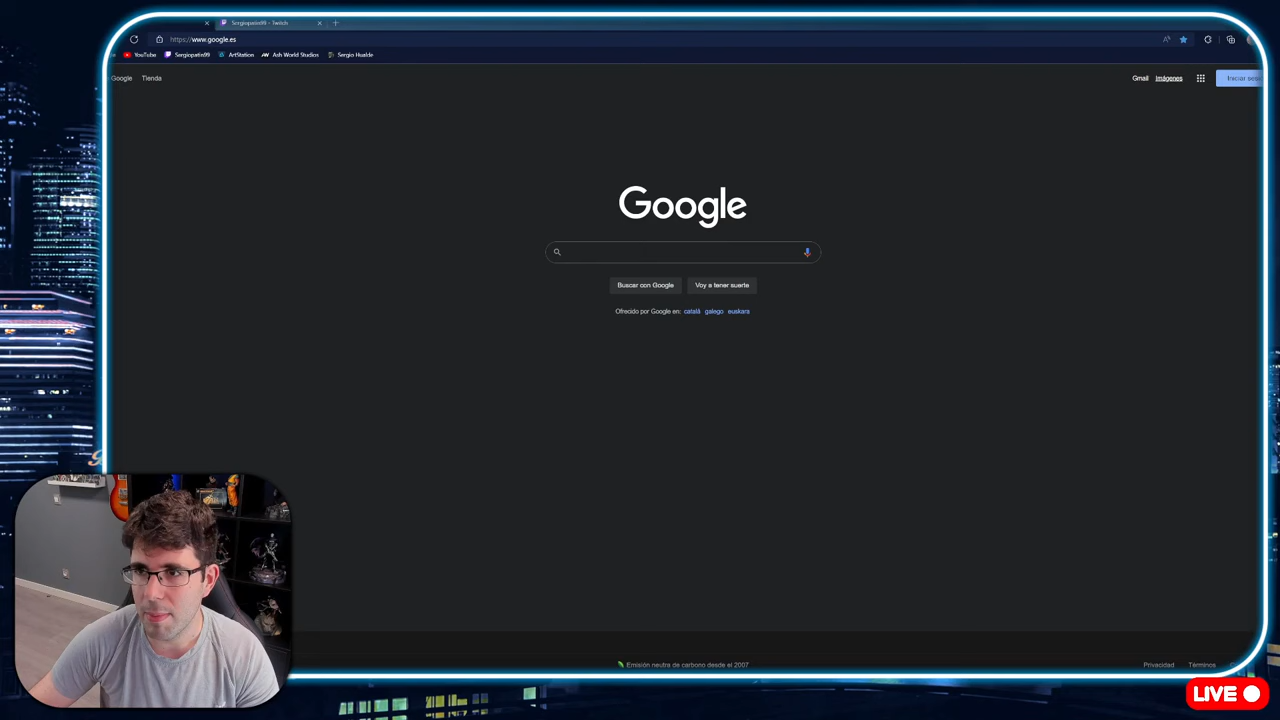 Sergiopatin99 - Twitch
https://www.google.es
YouTube
Sergiopatin99
ArtStation
Ash World Studios
Sergio Hualde
Google
Tienda
Gmail
Imágenes
Iniciar
Google
Buscar con Google
Voy a tener suerte
Ofrecido por Google en: català galego euskara
Emisión neutra de carbono desde el 2007
Privacidad
Términos
LIVE